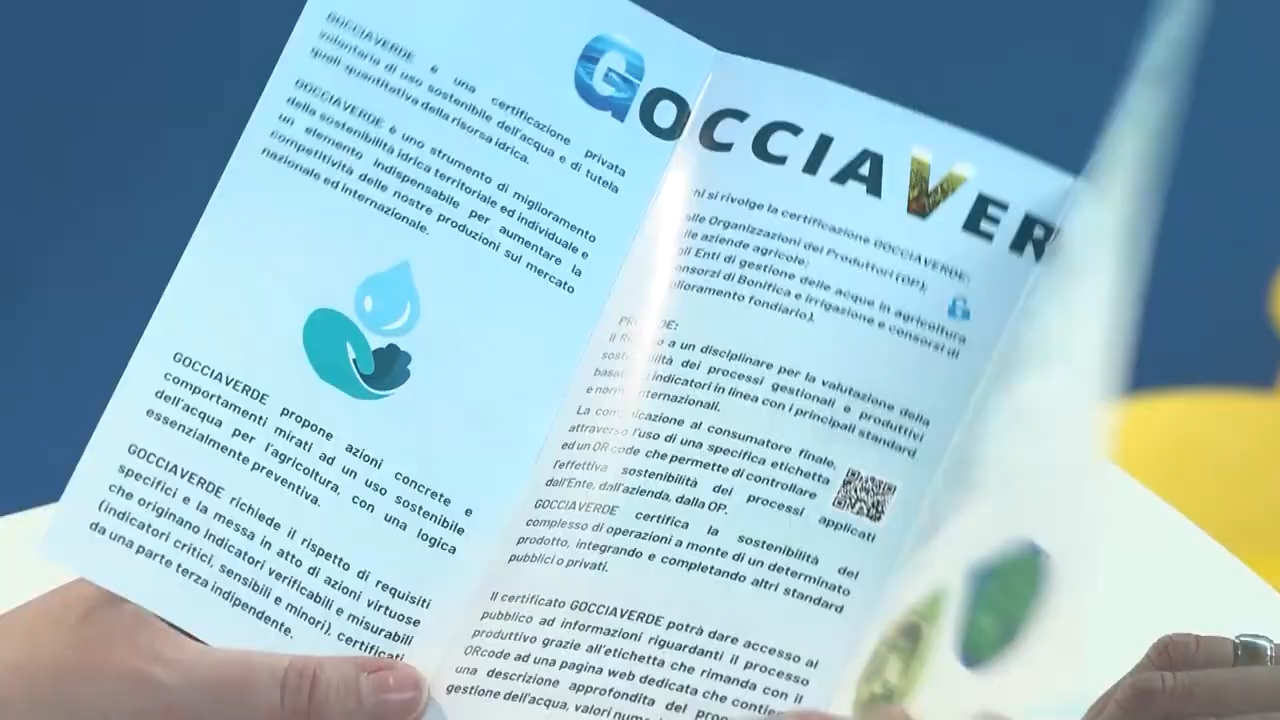 GOCCIAVERDE è una certificazione privata
volontaria di uso sostenibile dell'acqua e di tutela
quali quantitativa della risorsa idrica.
GOCCIAVERDE è uno strumento di miglioramento
della sostenibilità idrica territoriale ed individuale e
un elemento indispensabile per aumentare la
competitività delle nostre produzioni sul mercato
nazionale ed internazionale.
GOCCIAVERDE propone azioni concrete e
comportamenti mirati ad un uso sostenibile
dell'acqua per l'agricoltura, con una logica
essenzialmente preventiva.
GOCCIAVERDE richiede il rispetto di requisiti
specifici e la messa in atto di azioni virtuose
che originano Indicatori verificabili e misurabili
(indicatori critici, sensibili e minori), certificati
da una parte terza indipendente.
GOCCIAVER
si rivolge la certificazione GOCCIAVERDE:
alle Organizzazioni dei Produttori (OP);
aziende agricole;
Enti di gestione delle acque in agricoltura
Bonifica e Irrigazione e consorzi di
fondiario).
a un disciplinare per la valutazione della
dei processi gestionali e produttivi
indicatori in linea con i principali standard
e
La al consumatore finale,
attraverso l'uso di una specifica etichetta
ed un QR code che permette di controllare
l'effettiva sostenibilità dei processi applicati
dall'Ente, dall'azienda, dalla OP.
GOCCIAVERDE certifica la sostenibilità del
complesso di operazioni a monte di un determinato
prodotto, integrando e completando altri standard
pubblici o privati.
Il certificato GOCCIAVERDE potrà dare accesso al
pubblico ad informazioni riguardanti il processo
produttivo grazie all'etichetta che rimanda con il
QRcode ad una pagina web dedicata che
una descrizione approfondita del
gestione dell'acqua, valori